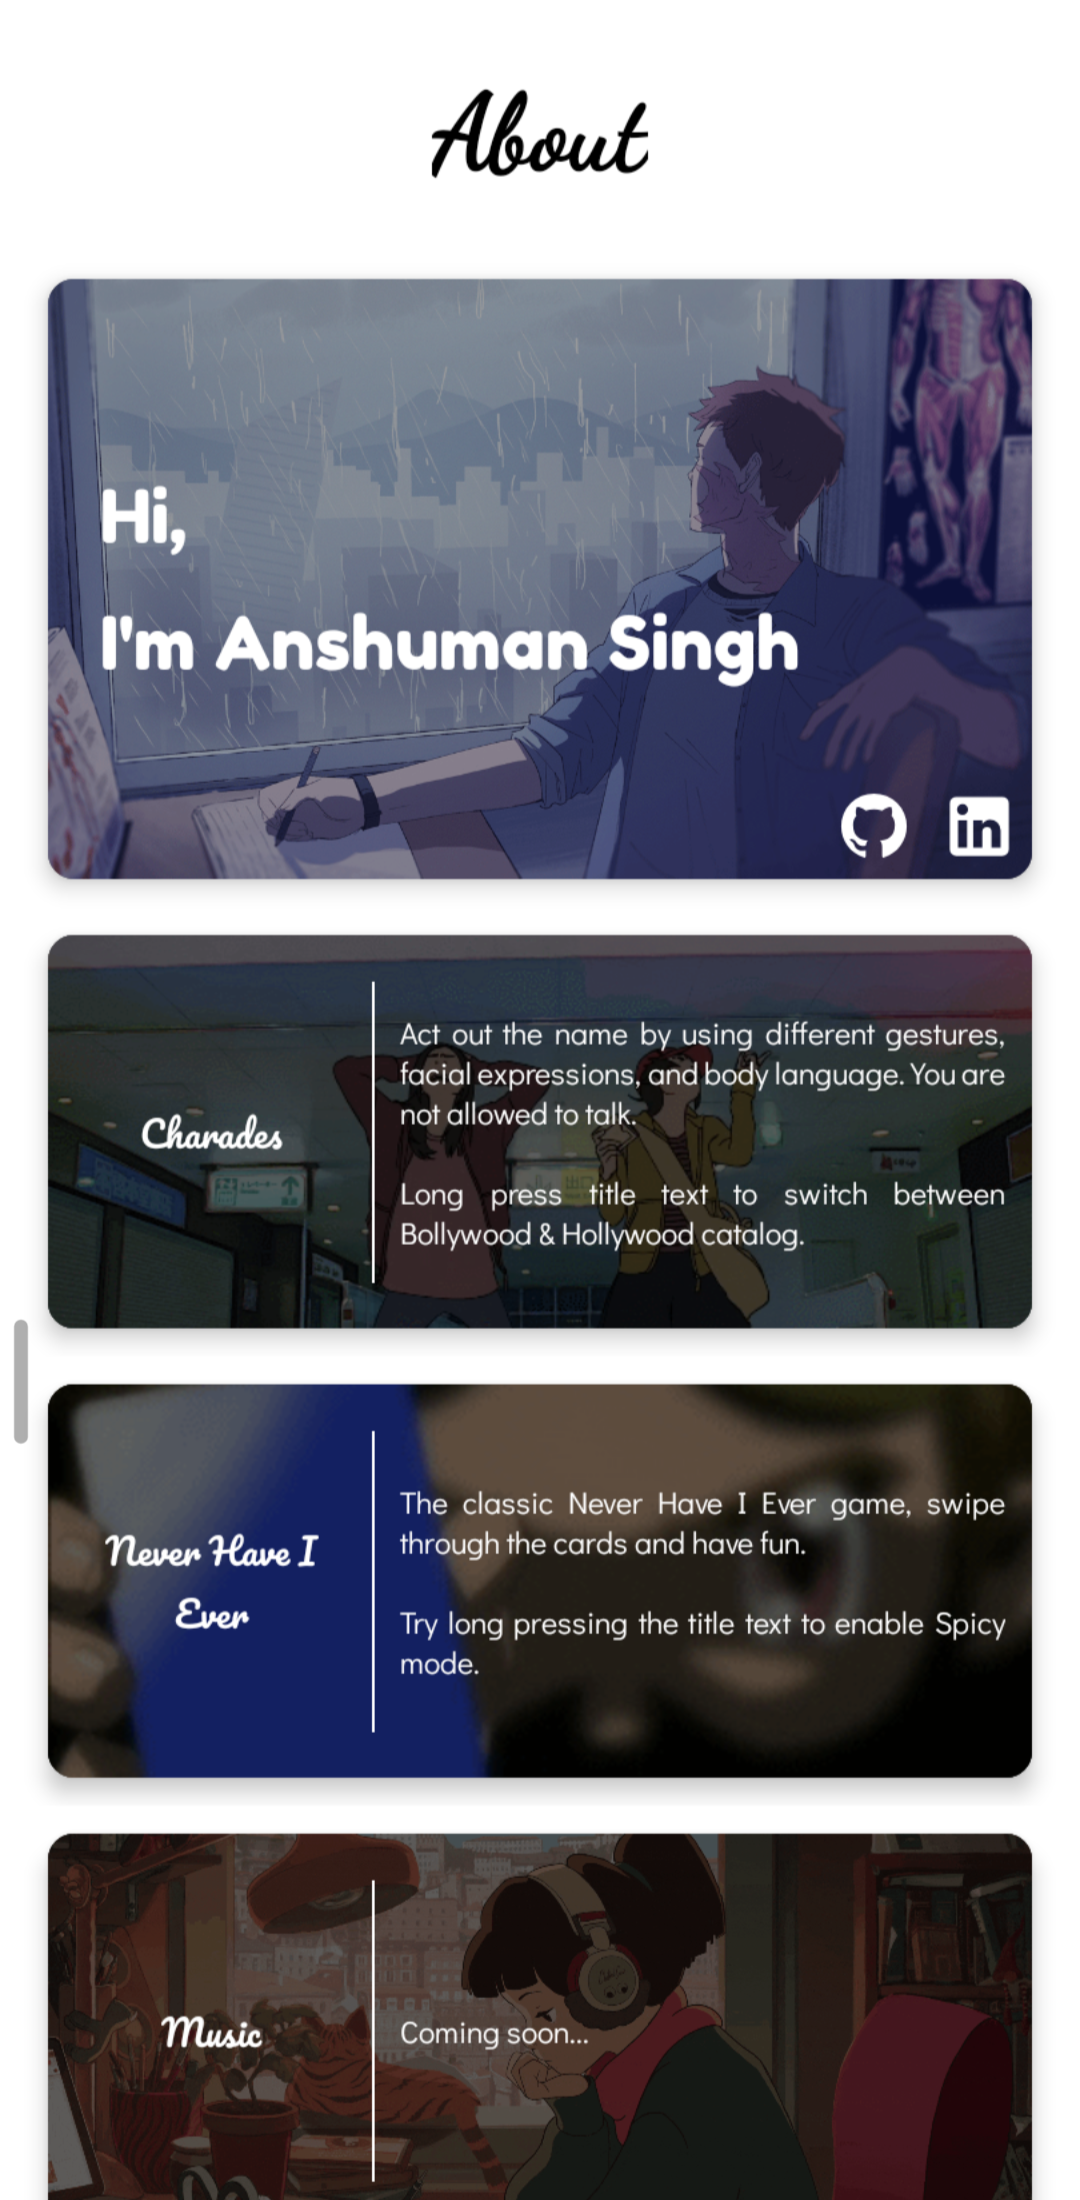 About
Hi,
I'm Anshuman Singh
in
Charades
Act out the name by using different gestures,
facial expressions, and body language. You are
not allowed to talk.
Long press title text to switch between
Bollywood & Hollywood catalog.
Never Have I
Ever
The classic Never Have I Ever game, swipe
through the cards and have fun.
Try long pressing the title text to enable Spicy
mode.
Music
Coming soon...